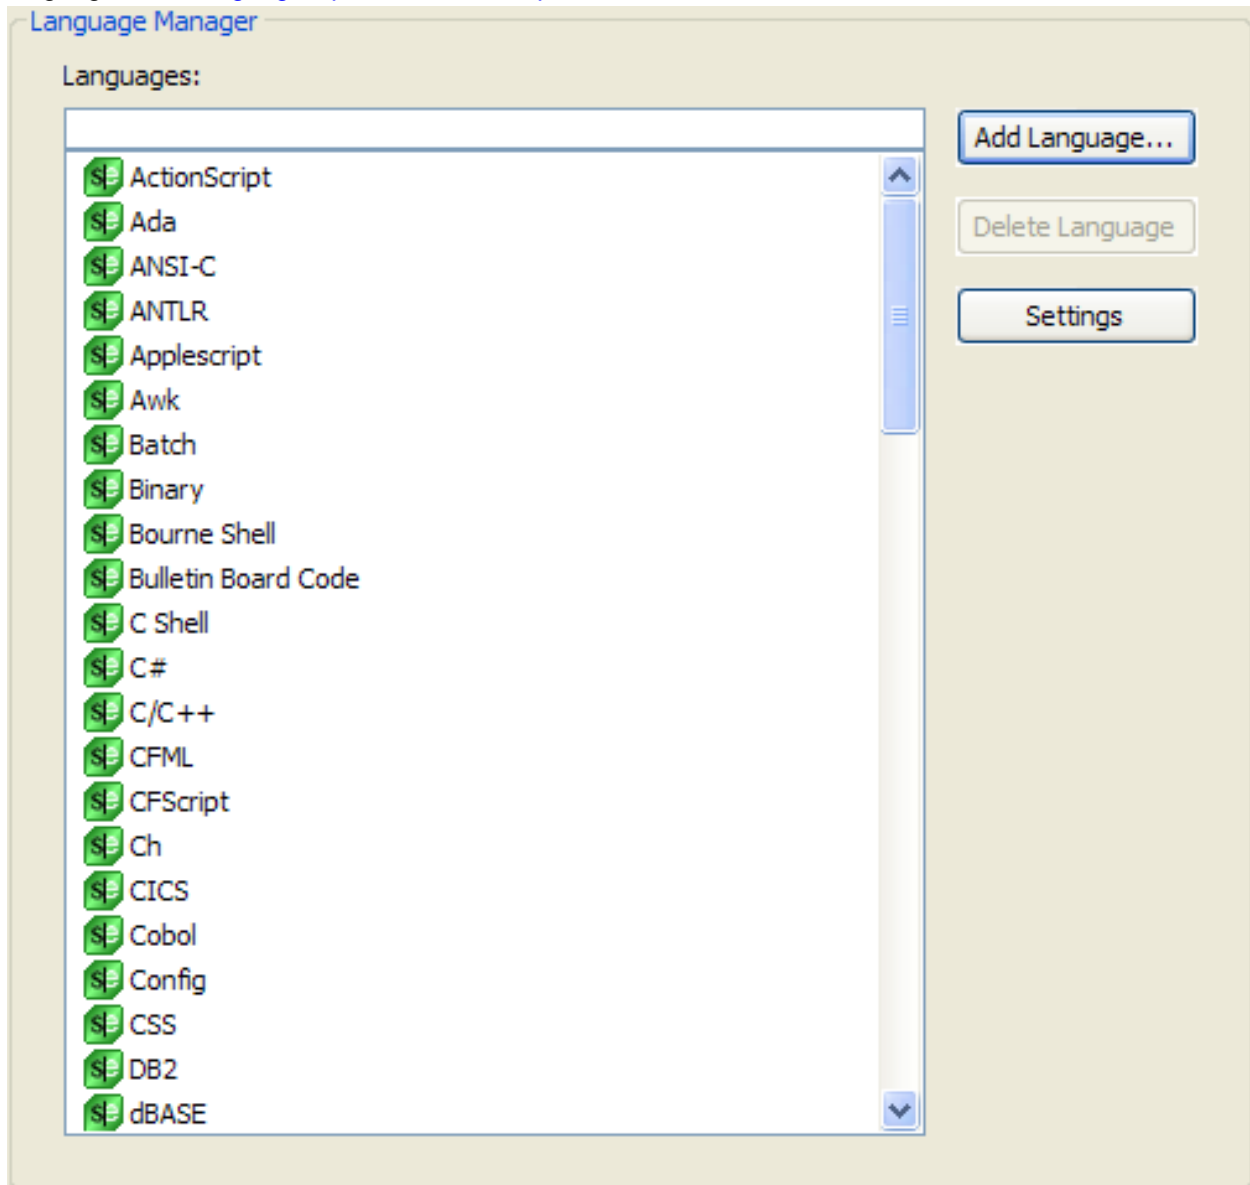 Language Manager
Languages:
Add Language...
ActionScript
Ada
Delete Language
ANSI-C
ANTLR
Settings
Applescript
Awk
Batch
Binary
Bourne Shell
Bulletin Board Code
C Shell
C#
C/C++
CFML
CFScript
Ch
CICS
Cobol
Config
CSS
DB2
dBASE